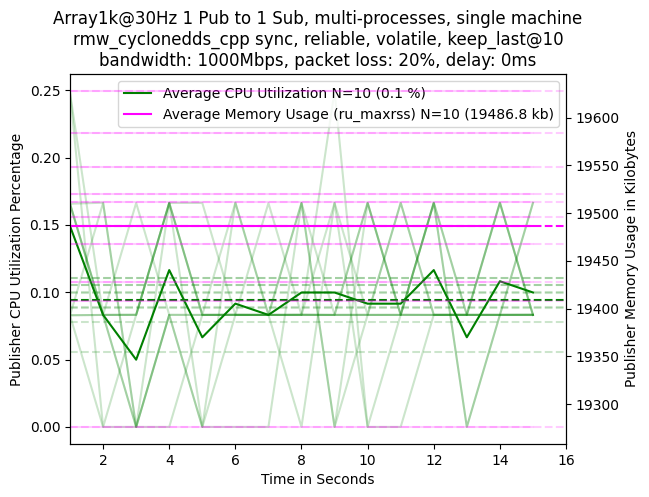 Array1k@30Hz 1 Pub to 1 Sub, multi-processes, single machine
rmw_cyclonedds_cpp sync, reliable, volatile, keep_last@10
bandwidth: 1000Mbps, packet loss: 20%, delay: 0ms
Average CPU Utilization N=10 (0.1 %)
Average Memory Usage (ru_maxrss) N=10 (19486.8 kb)
Publisher CPU Utilization Percentage
0.25
0.20
0.15
0.10
0.05
0.00
19600
19550
19500
19450
19400
19350
19300
Publisher Memory Usage in Kilobytes
2 4 6 8 10 12 14 16
Time in Seconds